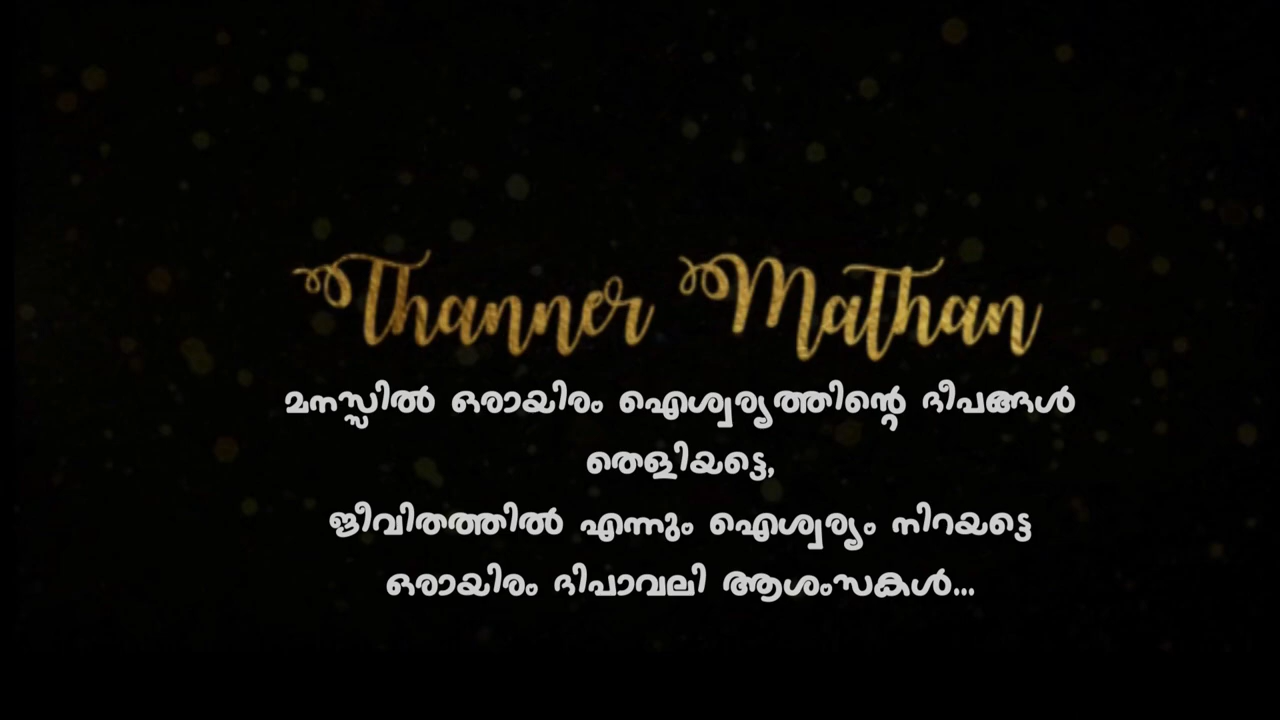 Thanner Mathan
മനസ്സിൽ ഒരായിരം ഐശ്വര്യത്തിന്റെ ദീപങ്ങൾ
തെളിയട്ടെ,
ജീവിതത്തിൽ എന്നും ഐശ്വര്യം നിറയട്ടെ
ഒരായിരം ദിപാവലി ആശംസകൾ...